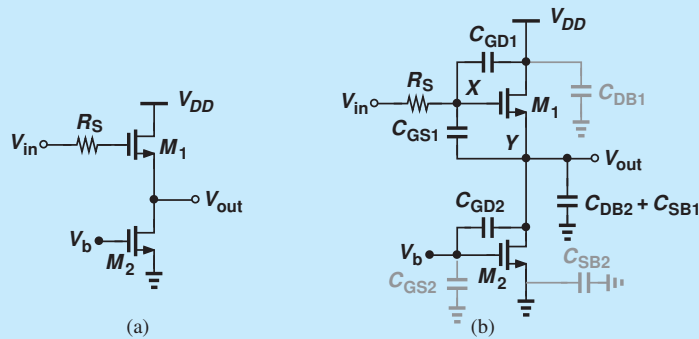 V_DD
R_S
V_in
M_1
V_out
V_b
M_2
(a)
C_GD1
V_DD
R_S
X
V_in
M_1
C_DB1
C_GS1
Y
V_out
C_GD2
C_DB2 + C_SB1
V_b
M_2
C_SB2
C_GS2
(b)